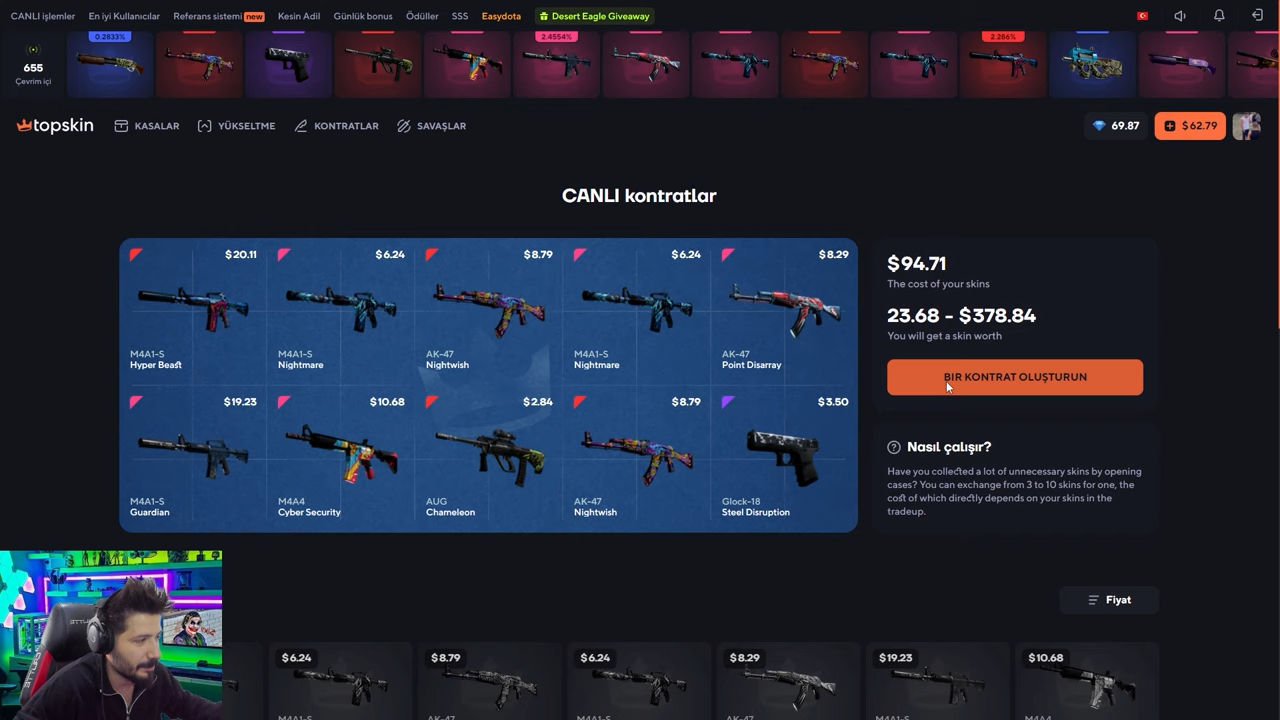 CANLI işlemler
En iyi Kullanıcılar
Referans sistemi new
Kesin Adil
Günlük bonus
Ödüller
SSS
Easydota
Desert Eagle Giveaway
655
Çevrim içi
0.2833%
2.4554%
2.286%
topskin
KASALAR
YÜKSELTME
KONTRATLAR
SAVAŞLAR
69.87
$62.79
CANLI kontratlar
$20.11
M4A1-S
Hyper Beast
$6.24
M4A1-S
Nightmare
$8.79
AK-47
Nightwish
$6.24
M4A1-S
Nightmare
$8.29
AK-47
Point Disarray
$19.23
M4A1-S
Guardian
$10.68
M4A4
Cyber Security
$2.84
AUG
Chameleon
$8.79
AK-47
Nightwish
$3.50
Glock-18
Steel Disruption
$94.71
The cost of your skins
23.68 - $378.84
You will get a skin worth
BIR KONTRAT OLUŞTURUN
Nasıl çalışır?
Have you collected a lot of unnecessary skins by opening
cases? You can exchange from 3 to 10 skins for one, the
cost of which directly depends on your skins in the
tradeup.
Fiyat
$6.24
$8.79
$6.24
$8.29
$19.23
$10.68
M4A1-S
AK-47
M4A1-S
AK-47
M4A1-S
M4A4